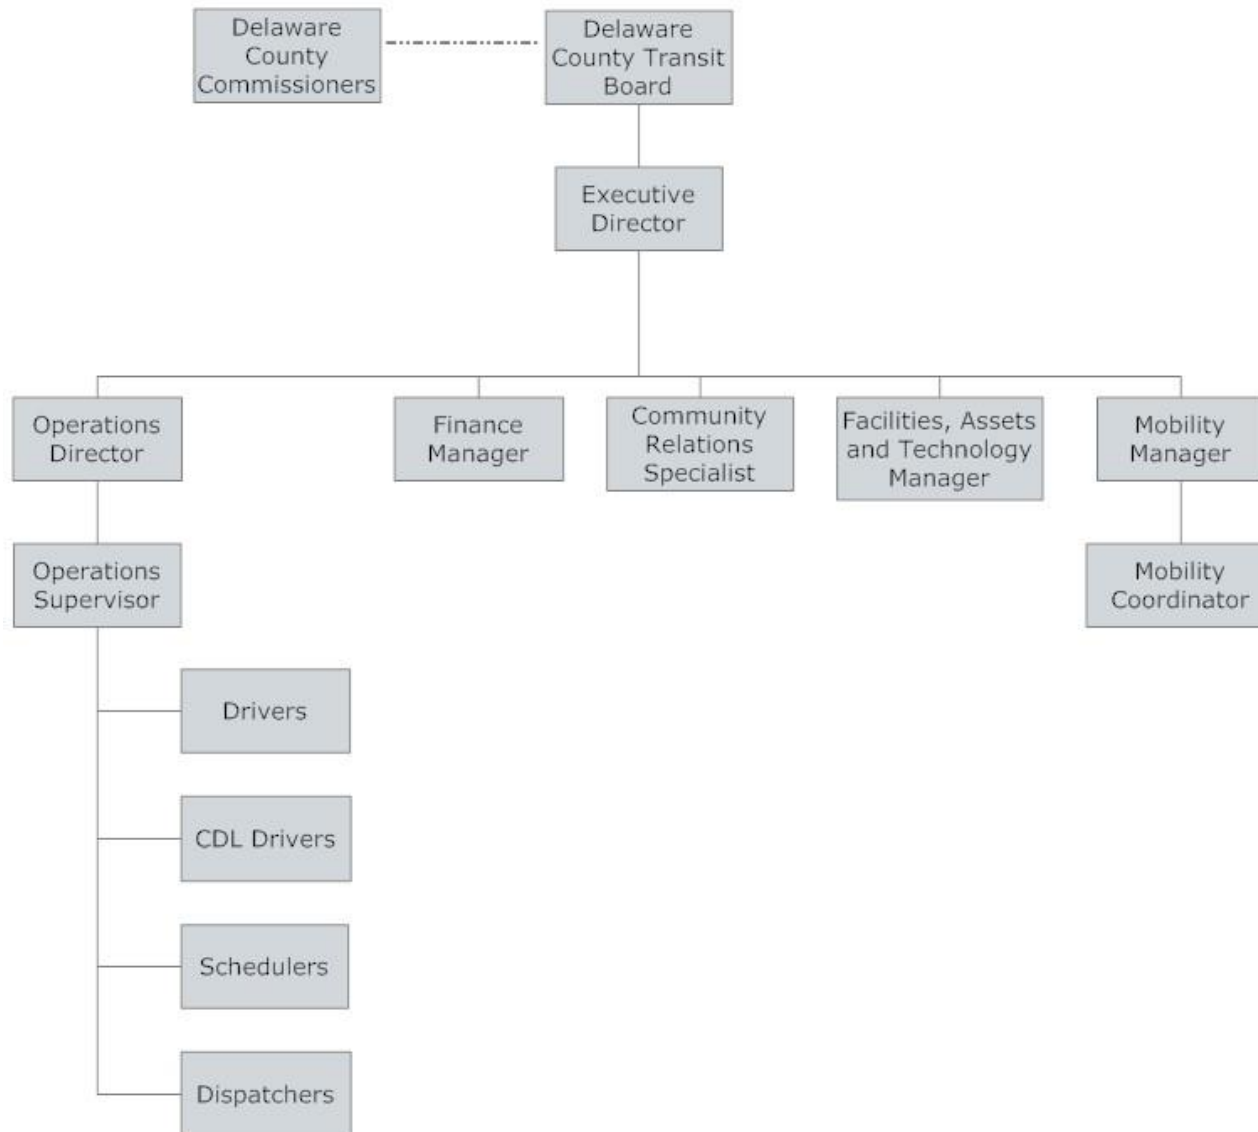 Delaware
County
Commissioners
Delaware
County Transit
Board
Executive
Director
Operations
Director
Finance
Manager
Community
Relations
Specialist
Facilities, Assets
and Technology
Manager
Mobility
Manager
Operations
Supervisor
Mobility
Coordinator
Drivers
CDL Drivers
Schedulers
Dispatchers